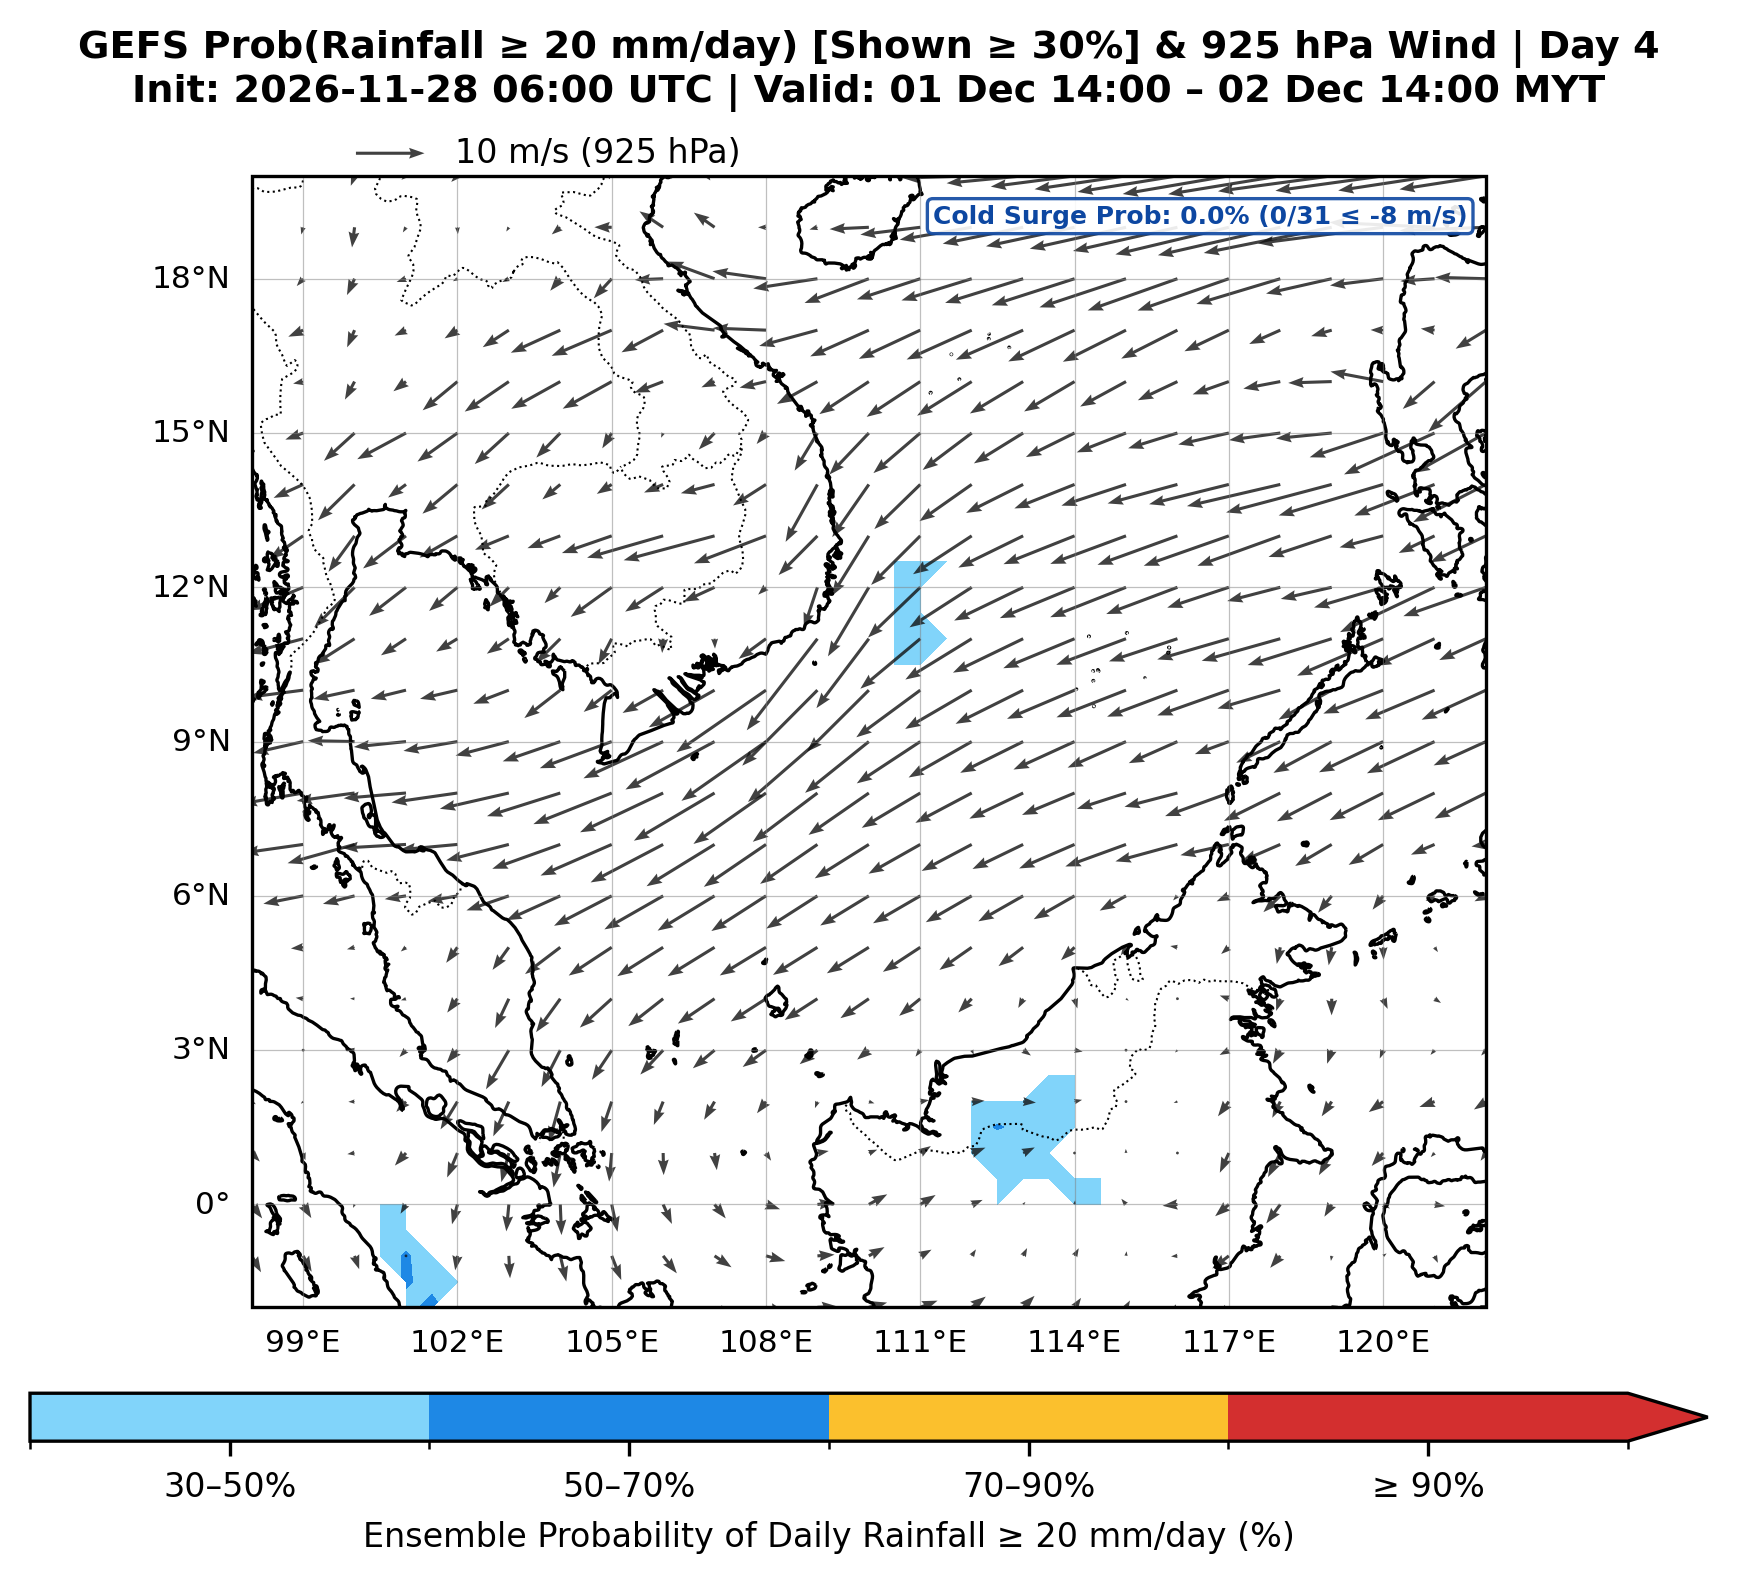 GEFS Prob(Rainfall ≥ 20 mm/day) [Shown ≥ 30%] & 925 hPa Wind | Day 4
Init: 2026-11-28 06:00 UTC | Valid: 01 Dec 14:00 – 02 Dec 14:00 MYT
10 m/s (925 hPa)
Cold Surge Prob: 0.0% (0/31 ≤ -8 m/s)
18°N
15°N
12°N
9°N
6°N
3°N
0°
99°E 102°E 105°E 108°E 111°E 114°E 117°E 120°E
30–50% 50–70% 70–90% ≥ 90%
Ensemble Probability of Daily Rainfall ≥ 20 mm/day (%)